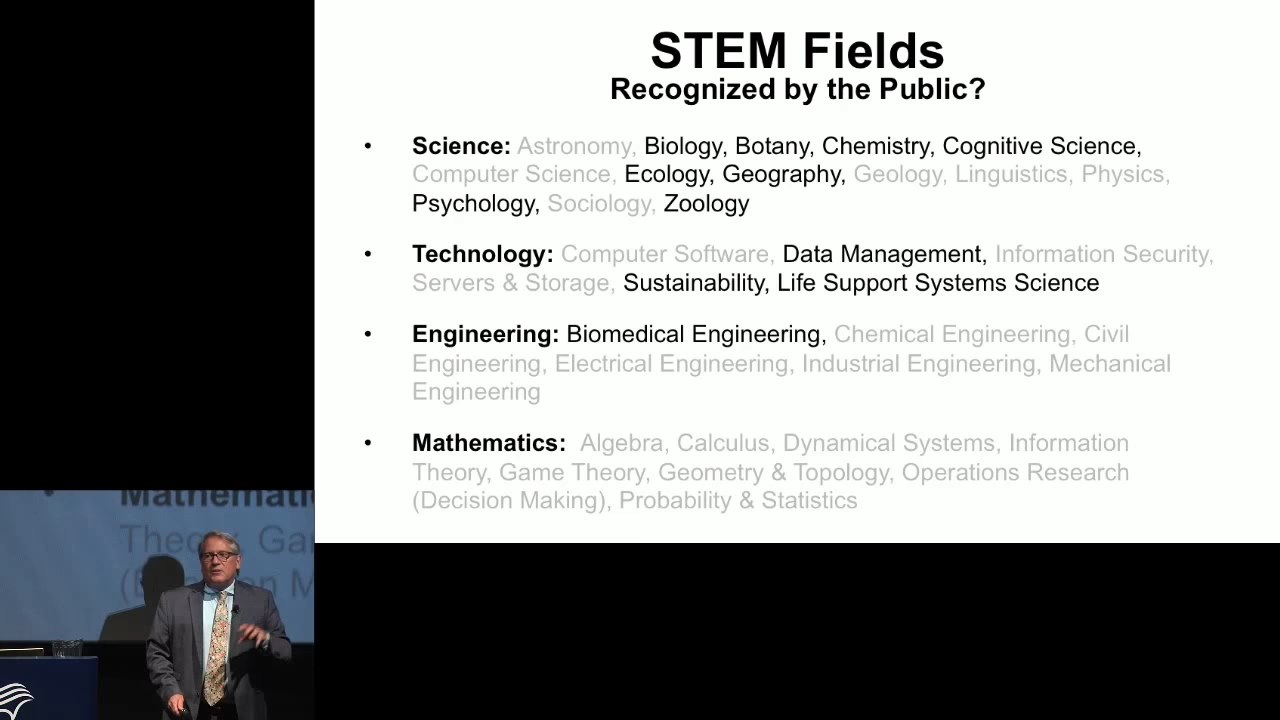 STEM Fields
Recognized by the Public?
• Science: Astronomy, Biology, Botany, Chemistry, Cognitive Science,
Computer Science, Ecology, Geography, Geology, Linguistics, Physics,
Psychology, Sociology, Zoology
• Technology: Computer Software, Data Management, Information Security,
Servers & Storage, Sustainability, Life Support Systems Science
• Engineering: Biomedical Engineering, Chemical Engineering, Civil
Engineering, Electrical Engineering, Industrial Engineering, Mechanical
Engineering
• Mathematics: Algebra, Calculus, Dynamical Systems, Information
Theory, Game Theory, Geometry & Topology, Operations Research
(Decision Making), Probability & Statistics